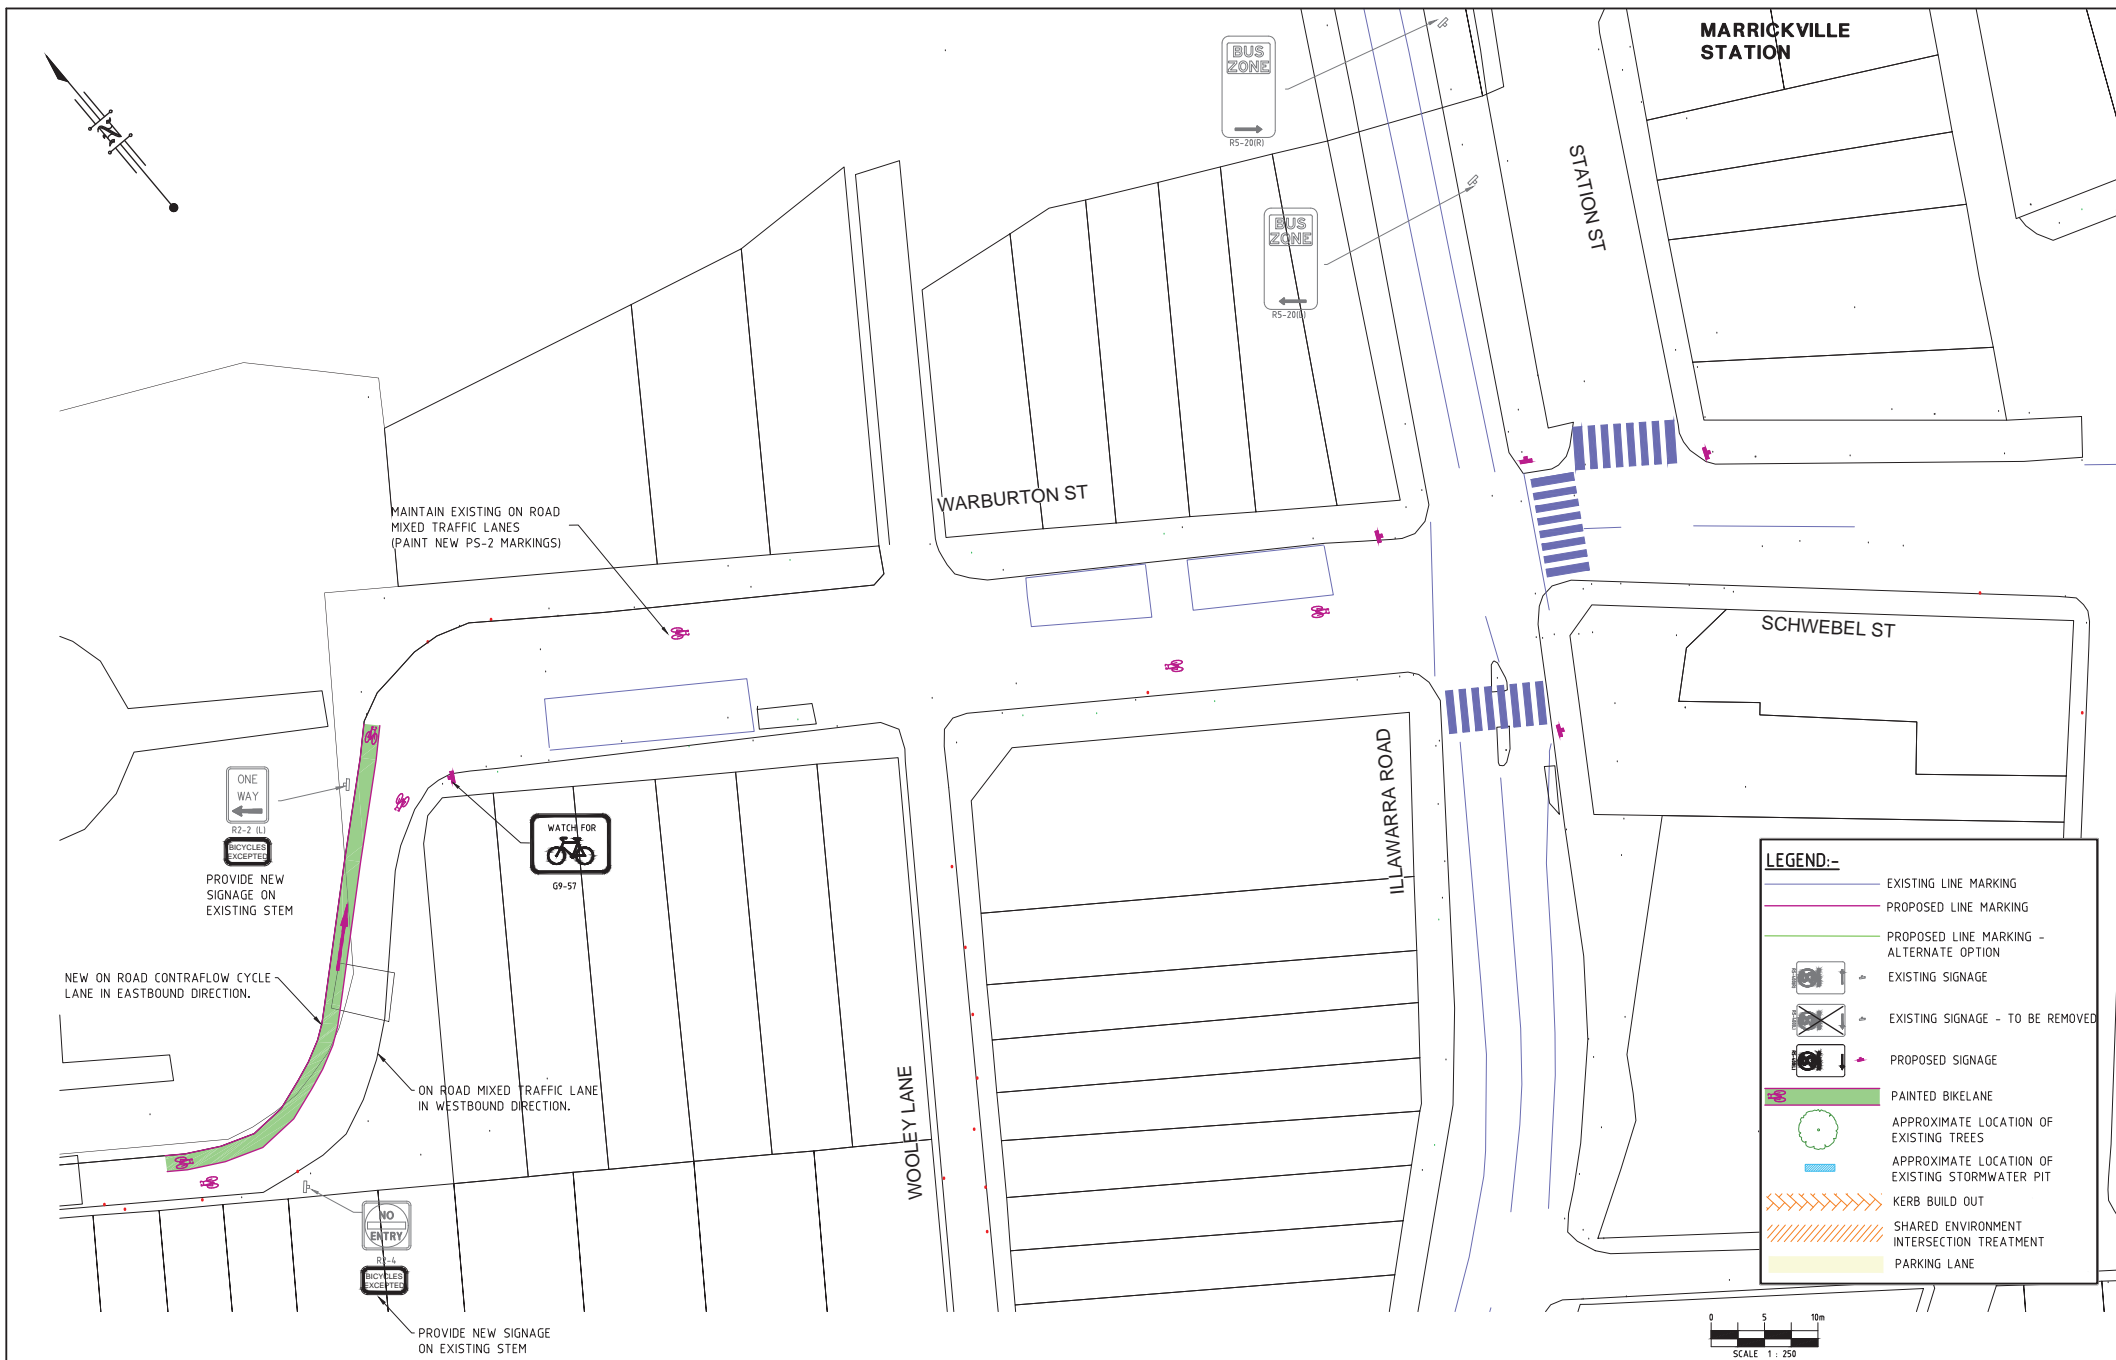 MARRICKVILLE
STATION
BUS
ZONE
R5-20(R)
BUS
ZONE
R5-20(L)
STATION ST
WARBURTON ST
MAINTAIN EXISTING ON ROAD
MIXED TRAFFIC LANES
(PAINT NEW PS-2 MARKINGS)
SCHWEBEL ST
ILLAWARRA ROAD
WOOLEY LANE
ONE
WAY
R2-2 (L)
BICYCLES
EXCEPTED
PROVIDE NEW
SIGNAGE ON
EXISTING STEM
WATCH FOR
G9-57
NEW ON ROAD CONTRAFLOW CYCLE
LANE IN EASTBOUND DIRECTION.
ON ROAD MIXED TRAFFIC LANE
IN WESTBOUND DIRECTION.
NO
ENTRY
R2-4
BICYCLES
EXCEPTED
PROVIDE NEW SIGNAGE
ON EXISTING STEM
LEGEND:-
EXISTING LINE MARKING
PROPOSED LINE MARKING
PROPOSED LINE MARKING -
ALTERNATE OPTION
EXISTING SIGNAGE
EXISTING SIGNAGE - TO BE REMOVED
PROPOSED SIGNAGE
PAINTED BIKELANE
APPROXIMATE LOCATION OF
EXISTING TREES
APPROXIMATE LOCATION OF
EXISTING STORMWATER PIT
KERB BUILD OUT
SHARED ENVIRONMENT
INTERSECTION TREATMENT
PARKING LANE
0 5 10m
SCALE 1 : 250